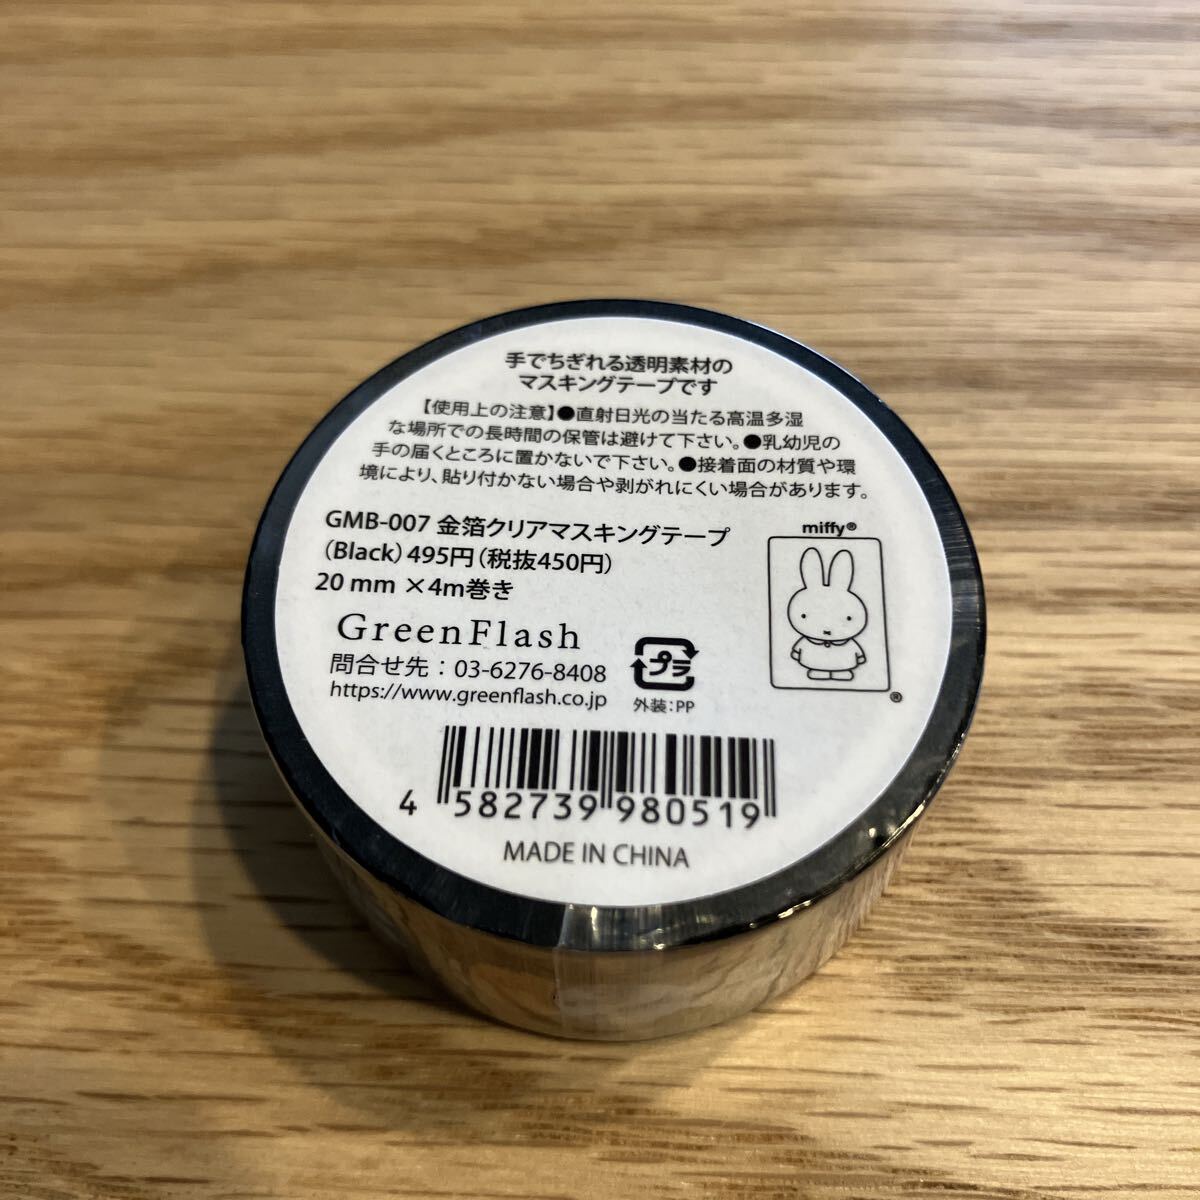 手でちぎれる透明素材の
マスキングテープです
【使用上の注意】●直射日光の当たる高温多湿
な場所での長時間の保管は避けて下さい。●乳幼児の
手の届くところに置かないで下さい。●接着面の材質や環
境により、貼り付かない場合や剥がれにくい場合があります。
GMB-007 金箔クリアマスキングテープ
(Black) 495円(税抜450円)
20 mm ×4m巻き
miffy®
®
GreenFlash
問合せ先：03-6276-8408
https://www.greenflash.co.jp
プラ
外装：PP
4 582739 980519
MADE IN CHINA